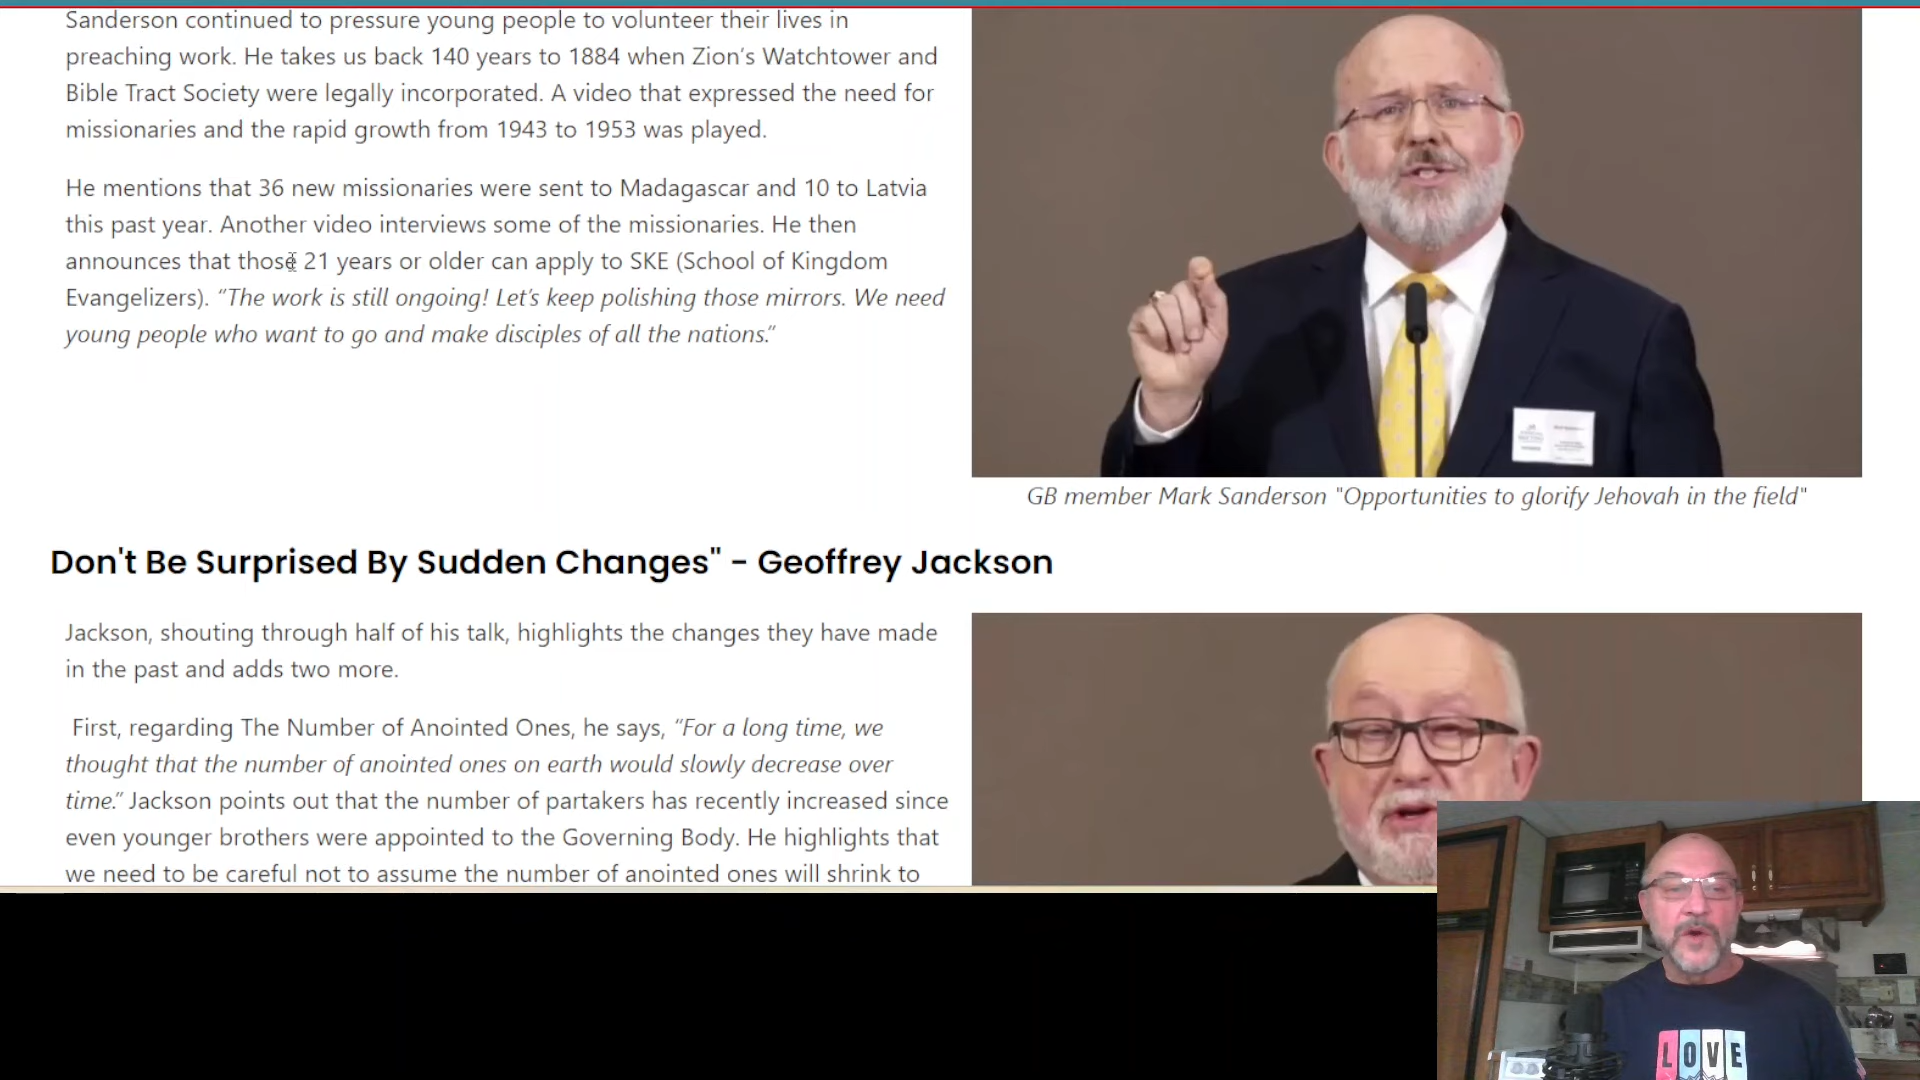 Sanderson continued to pressure young people to volunteer their lives in
preaching work. He takes us back 140 years to 1884 when Zion’s Watchtower and
Bible Tract Society were legally incorporated. A video that expressed the need for
missionaries and the rapid growth from 1943 to 1953 was played.
He mentions that 36 new missionaries were sent to Madagascar and 10 to Latvia
this past year. Another video interviews some of the missionaries. He then
announces that those 21 years or older can apply to SKE (School of Kingdom
Evangelizers). “The work is still ongoing! Let’s keep polishing those mirrors. We need
young people who want to go and make disciples of all the nations.”
GB member Mark Sanderson "Opportunities to glorify Jehovah in the field"
Don't Be Surprised By Sudden Changes" - Geoffrey Jackson
Jackson, shouting through half of his talk, highlights the changes they have made
in the past and adds two more.
First, regarding The Number of Anointed Ones, he says, “For a long time, we
thought that the number of anointed ones on earth would slowly decrease over
time.” Jackson points out that the number of partakers has recently increased since
even younger brothers were appointed to the Governing Body. He highlights that
we need to be careful not to assume the number of anointed ones will shrink to
LOVE